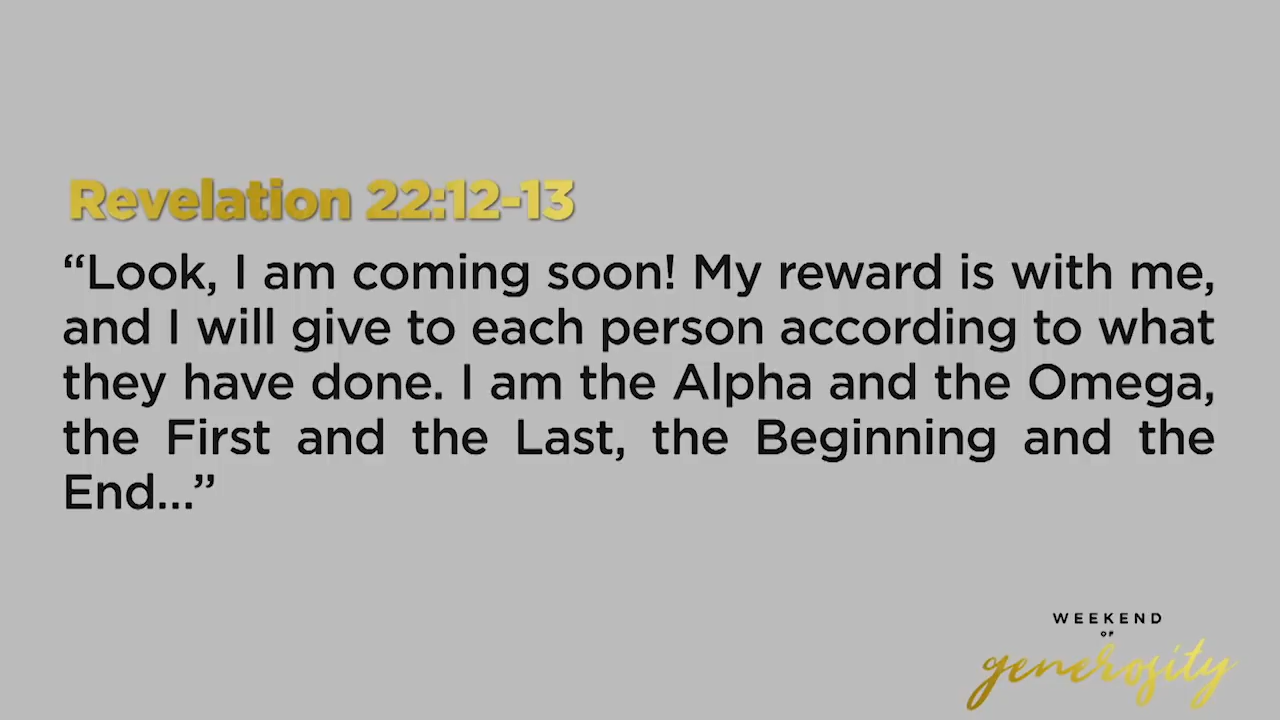 Revelation 22:12-13
“Look, I am coming soon! My reward is with me,
and I will give to each person according to what
they have done. I am the Alpha and the Omega,
the First and the Last, the Beginning and the
End...”
WEEKEND
OF
generosity